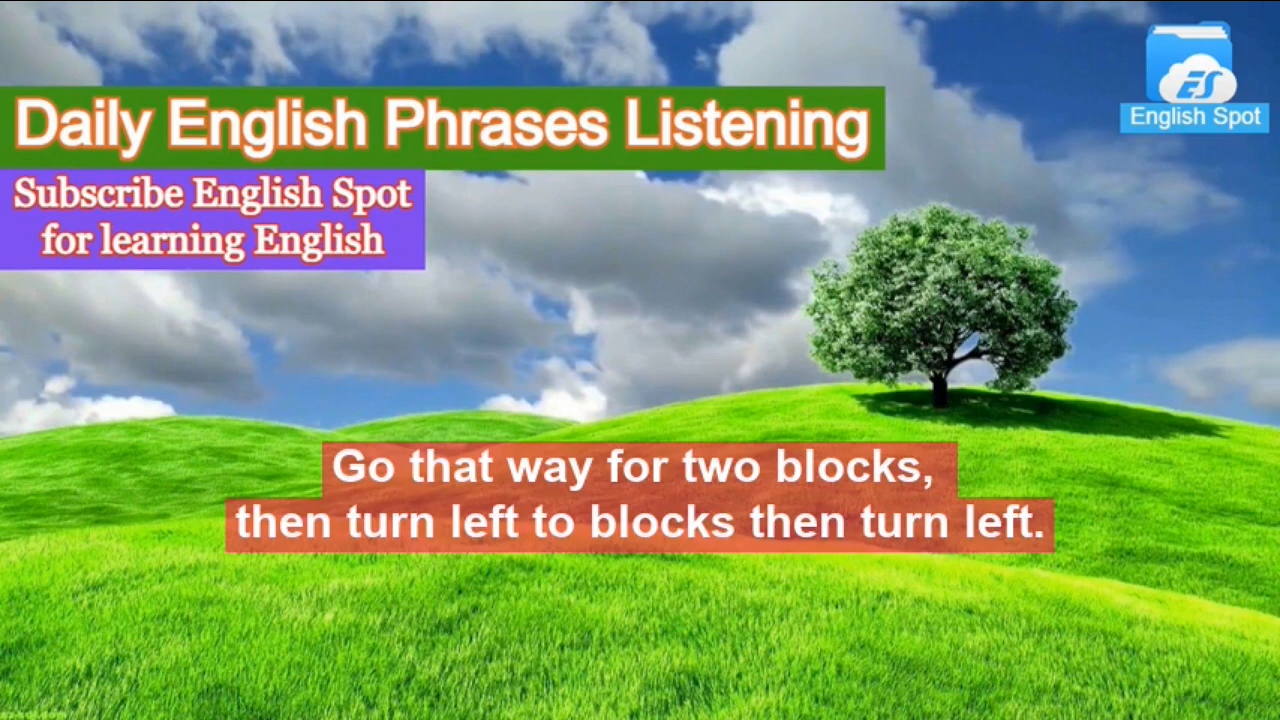 Daily English Phrases Listening
Subscribe English Spot
for learning English
ES
English Spot
Go that way for two blocks,
then turn left to blocks then turn left.